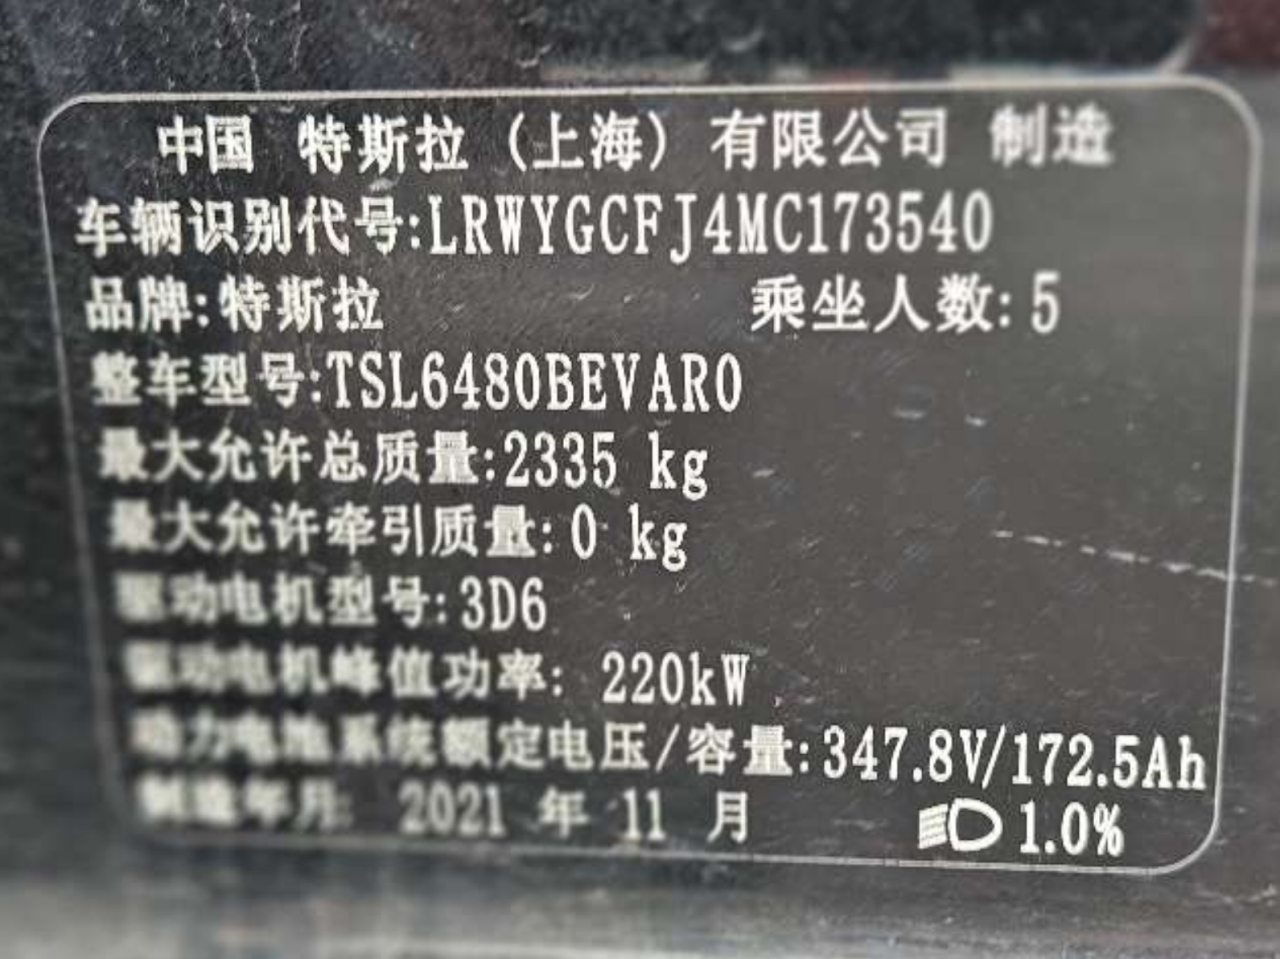 中国 特斯拉 (上海) 有限公司 制造
车辆识别代号:LRWYGCFJ4MC173540
品牌:特斯拉 乘坐人数:5
整车型号:TSL6480BEVAR0
最大允许总质量:2335 kg
最大允许牵引质量:0 kg
驱动电机型号:3D6
驱动电机峰值功率: 220kW
动力电池系统额定电压/容量:347.8V/172.5Ah
制造年月: 2021 年 11 月 1.0%